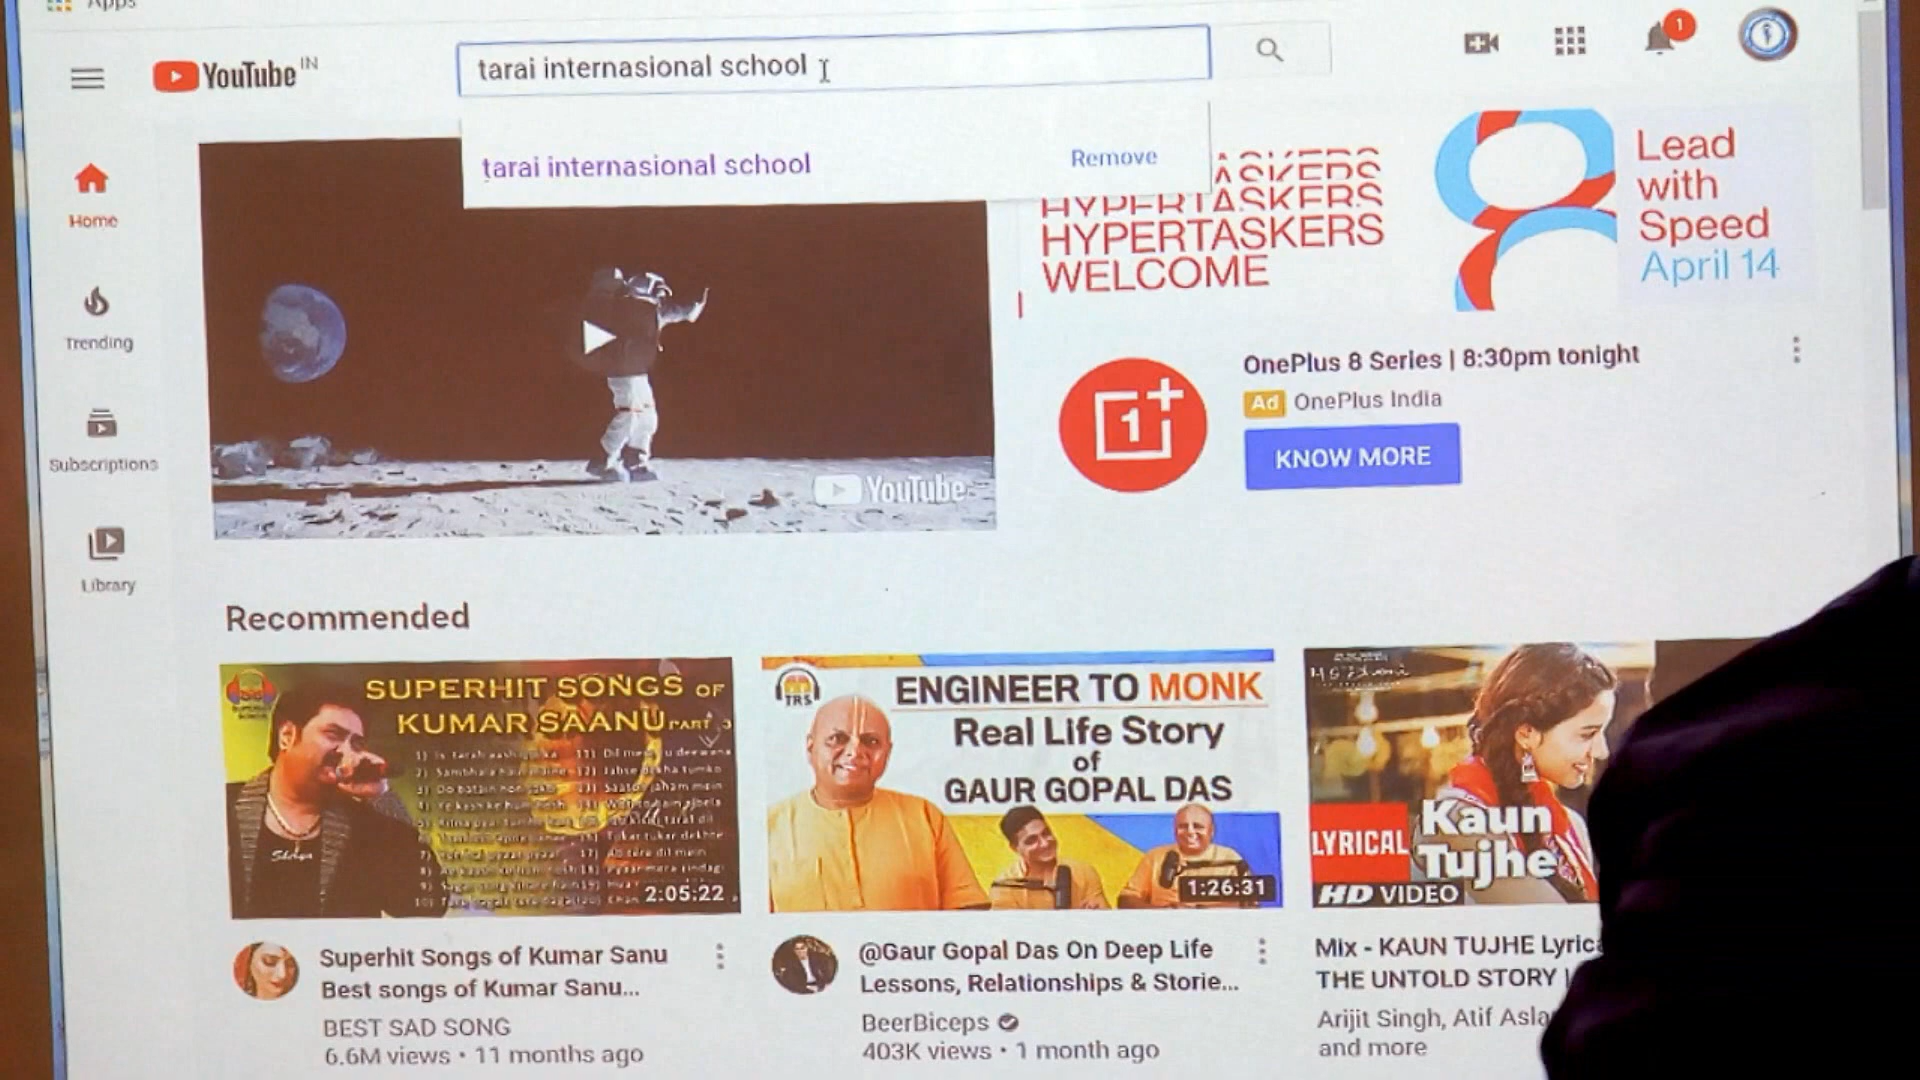 Apps
YouTube IN
tarai internasional school
1
tarai internasional school
Remove
HYPERTASKERS
HYPERTASKERS
WELCOME
Lead
with
Speed
April 14
Home
Trending
Subscriptions
Library
YouTube
OnePlus 8 Series | 8:30pm tonight
Ad OnePlus India
KNOW MORE
Recommended
SUPERHIT SONGS OF
KUMAR SAANU PART 3
2:05:22
TRS
ENGINEER TO MONK
Real Life Story
of
GAUR GOPAL DAS
1:26:31
LYRICAL
Kaun
Tujhe
HD VIDEO
Superhit Songs of Kumar Sanu
Best songs of Kumar Sanu...
BEST SAD SONG
6.6M views • 11 months ago
@Gaur Gopal Das On Deep Life
Lessons, Relationships & Storie...
BeerBiceps
403K views • 1 month ago
Mix - KAUN TUJHE Lyrica
THE UNTOLD STORY |
Arijit Singh, Atif Asla
and more